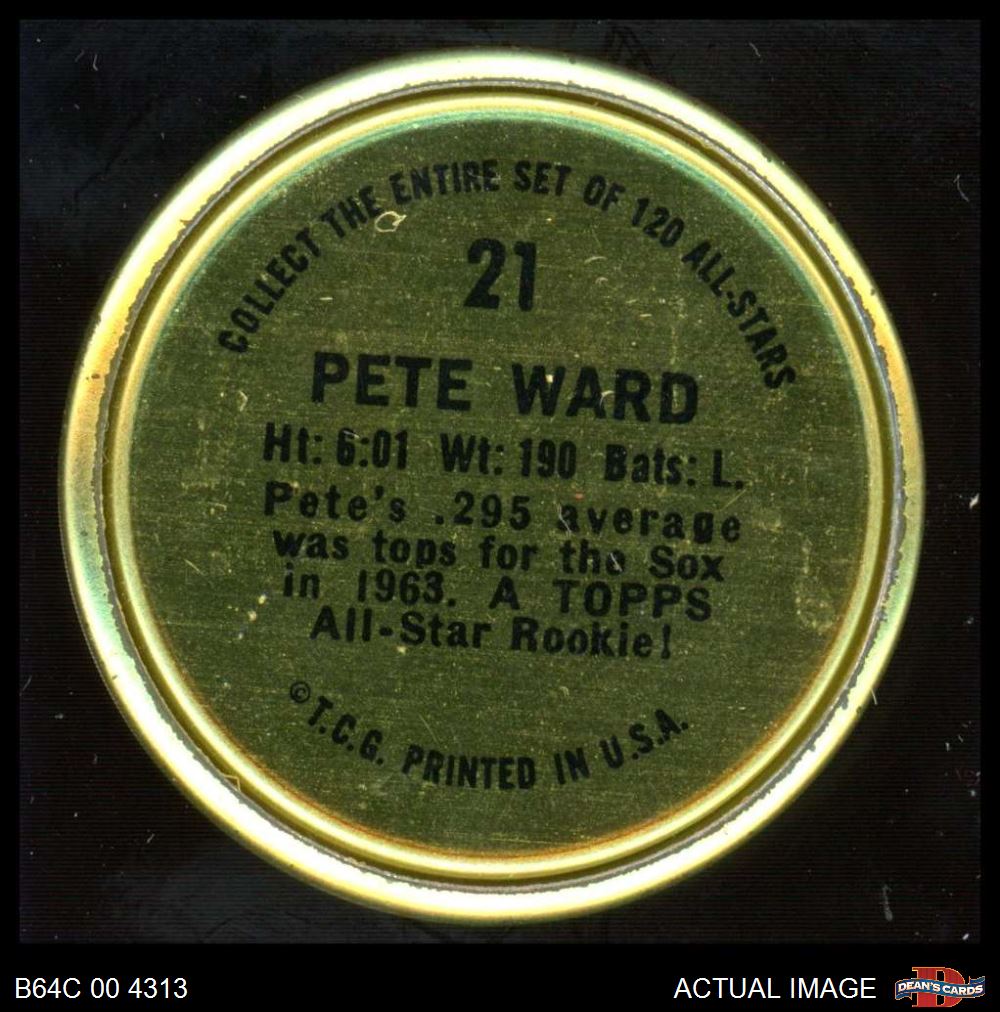 COLLECT THE ENTIRE SET OF 120 ALL-STARS
21
PETE WARD
Ht: 6:01 Wt: 190 Bats: L.
Pete's .295 average
was tops for the Sox
in 1963. A TOPPS
All-Star Rookie!
© T.C.G. PRINTED IN U.S.A.
B64C 00 4313
ACTUAL IMAGE
D
DEAN'S CARDS